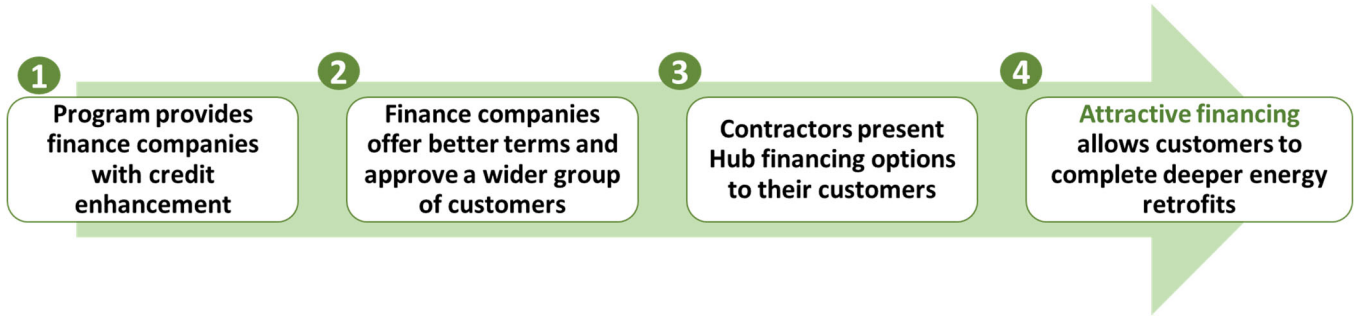 1
Program provides
finance companies
with credit
enhancement
2
Finance companies
offer better terms and
approve a wider group
of customers
3
Contractors present
Hub financing options
to their customers
4
Attractive financing
allows customers to
complete deeper energy
retrofits